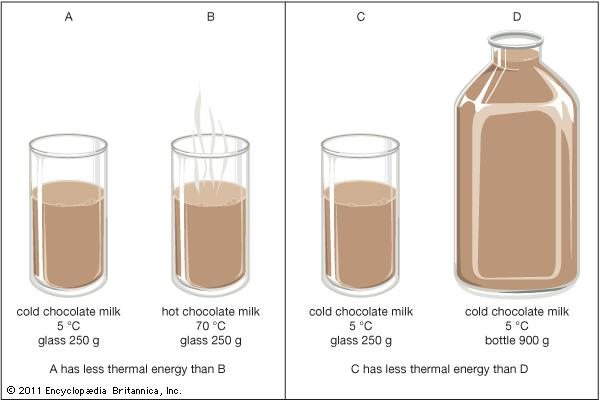 A
B
C
D
cold chocolate milk
5 °C
glass 250 g
hot chocolate milk
70 °C
glass 250 g
cold chocolate milk
5 °C
glass 250 g
cold chocolate milk
5 °C
bottle 900 g
A has less thermal energy than B
C has less thermal energy than D
© 2011 Encyclopædia Britannica, Inc.